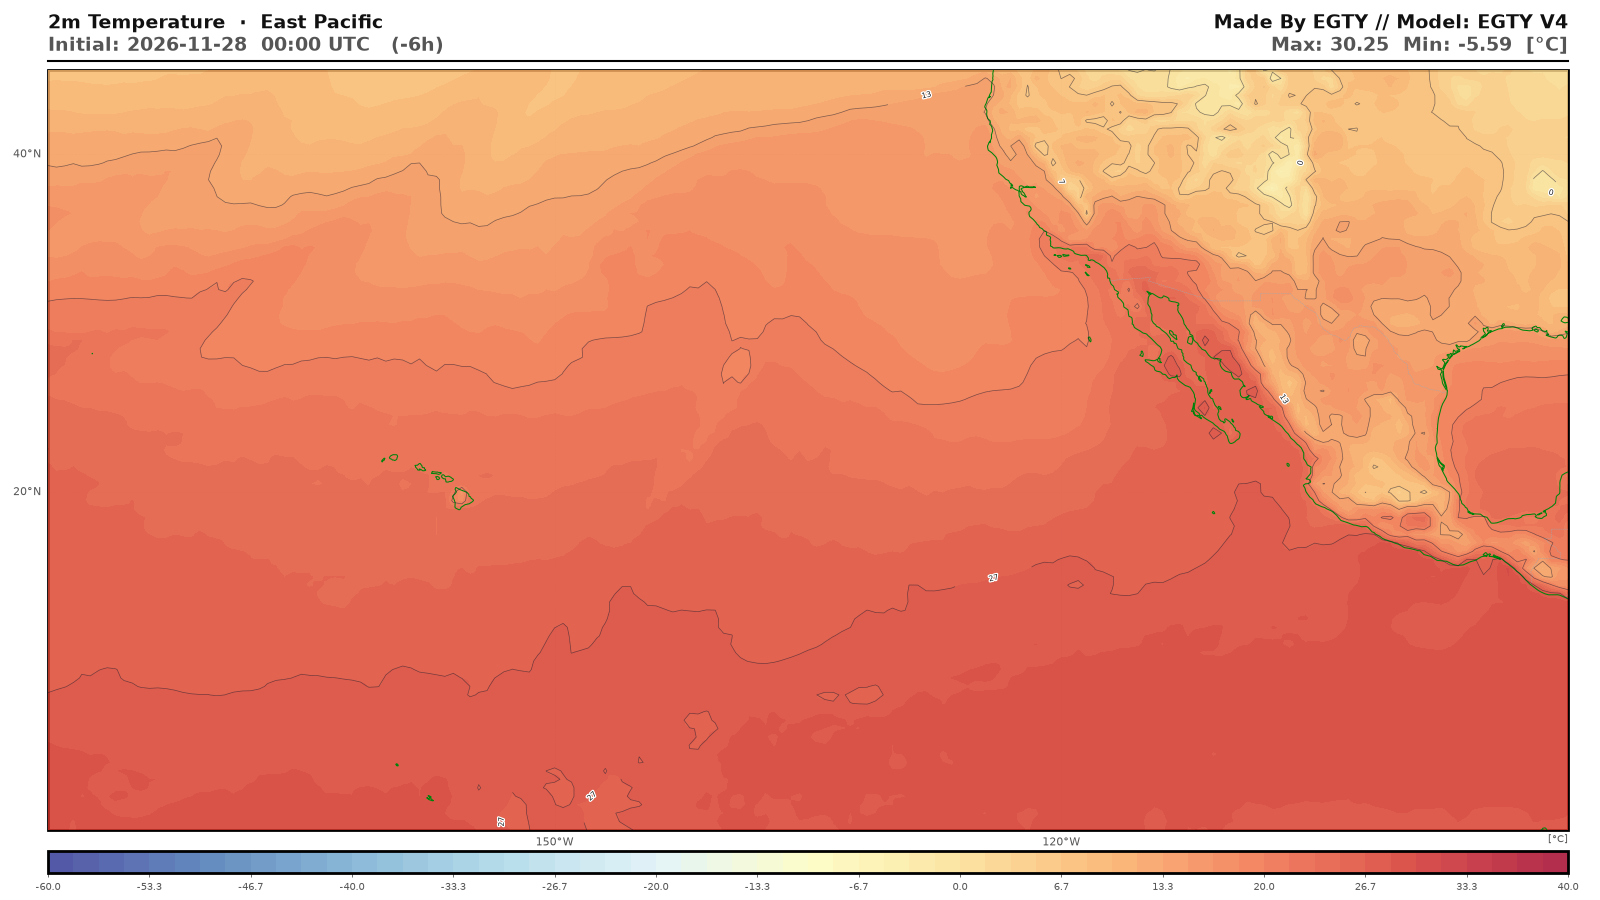 2m Temperature · East Pacific
Made By EGTY // Model: EGTY V4
Initial: 2026-11-28 00:00 UTC (-6h)
Max: 30.25 Min: -5.59 [°C]
13
40°N
0
7
0
13
20°N
27
27
27
150°W
120°W
[°C]
-60.0
-53.3
-46.7
-40.0
-33.3
-26.7
-20.0
-13.3
-6.7
0.0
6.7
13.3
20.0
26.7
33.3
40.0